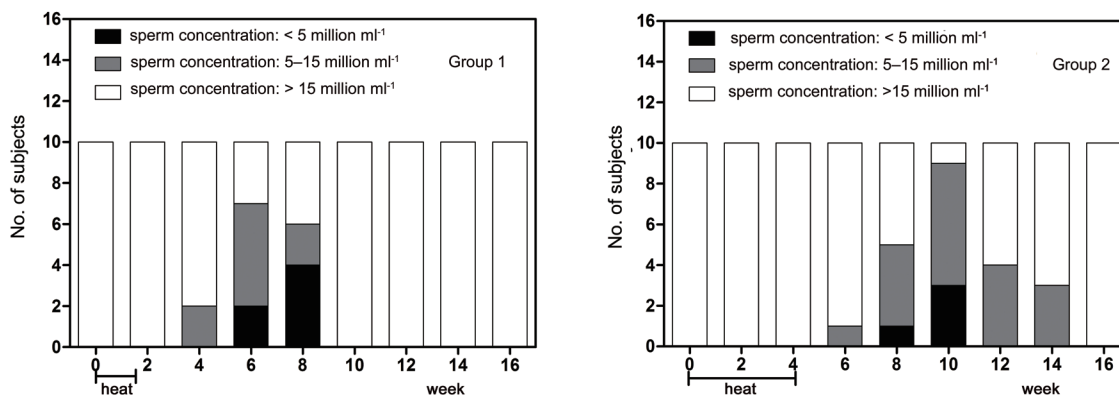 16
14
12
10
8
6
4
2
0
No. of subjects
sperm concentration: < 5 million ml⁻¹
sperm concentration: 5–15 million ml⁻¹
sperm concentration: > 15 million ml⁻¹
Group 1
0 2 4 6 8 10 12 14 16
heat
week
16
14
12
10
8
6
4
2
0
No. of subjects
sperm concentration: < 5 million ml⁻¹
sperm concentration: 5–15 million ml⁻¹
sperm concentration: >15 million ml⁻¹
Group 2
0 2 4 6 8 10 12 14 16
heat
week